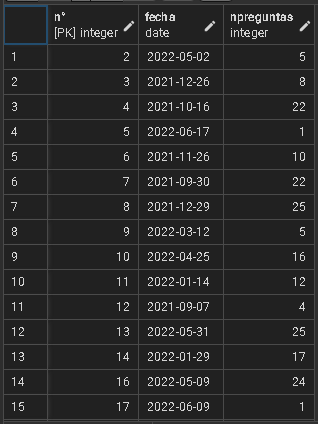 n° fecha npreguntas
[PK] integer date integer
1 2 2022-05-02 5
2 3 2021-12-26 8
3 4 2021-10-16 22
4 5 2022-06-17 1
5 6 2021-11-26 10
6 7 2021-09-30 22
7 8 2021-12-29 25
8 9 2022-03-12 5
9 10 2022-04-25 16
10 11 2022-01-14 12
11 12 2021-09-07 4
12 13 2022-05-31 25
13 14 2022-01-29 17
14 16 2022-05-09 24
15 17 2022-06-09 1